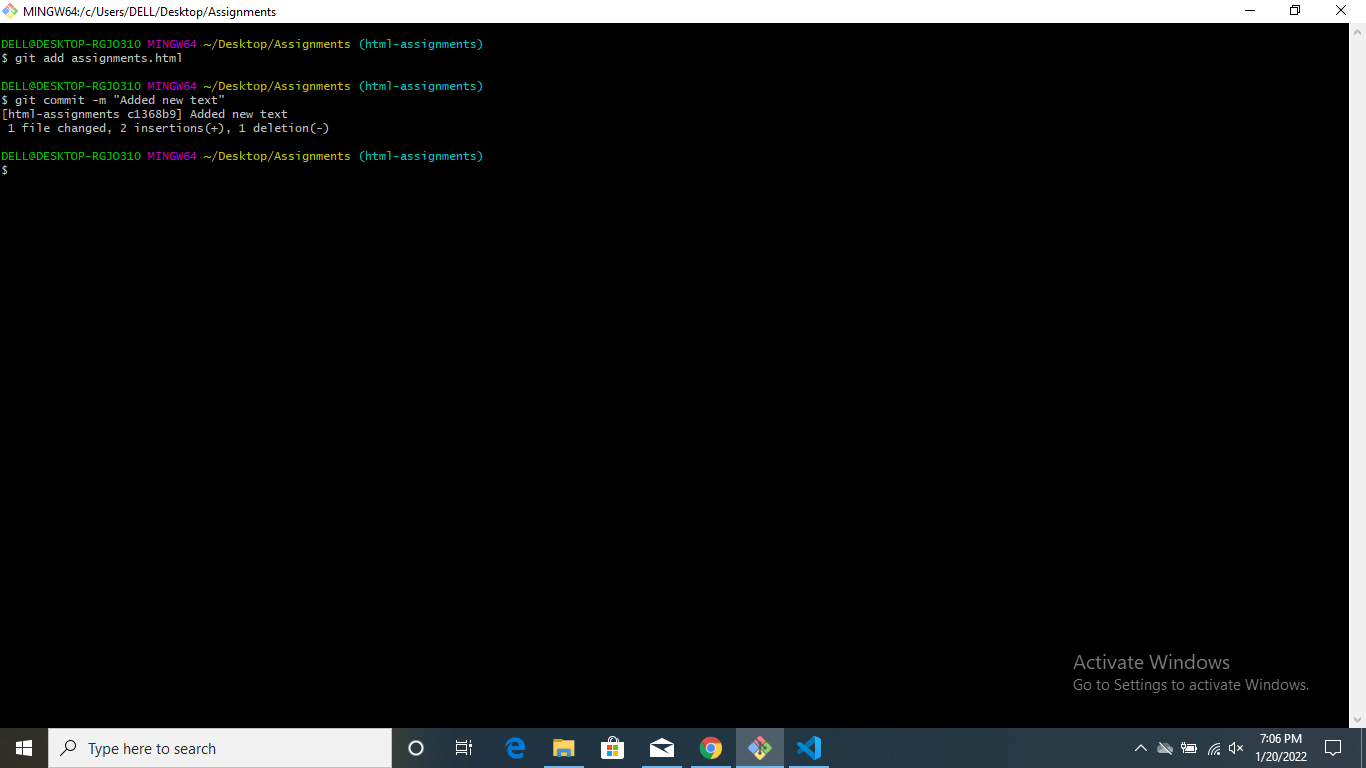 MINGW64:/c/Users/DELL/Desktop/Assignments
DELL@DESKTOP-RGJO31O MINGW64 ~/Desktop/Assignments (html-assignments)
$ git add assignments.html
DELL@DESKTOP-RGJO31O MINGW64 ~/Desktop/Assignments (html-assignments)
$ git commit -m "Added new text"
[html-assignments c1368b9] Added new text
1 file changed, 2 insertions(+), 1 deletion(-)
DELL@DESKTOP-RGJO31O MINGW64 ~/Desktop/Assignments (html-assignments)
$
Activate Windows
Go to Settings to activate Windows.
Type here to search
7:06 PM
1/20/2022